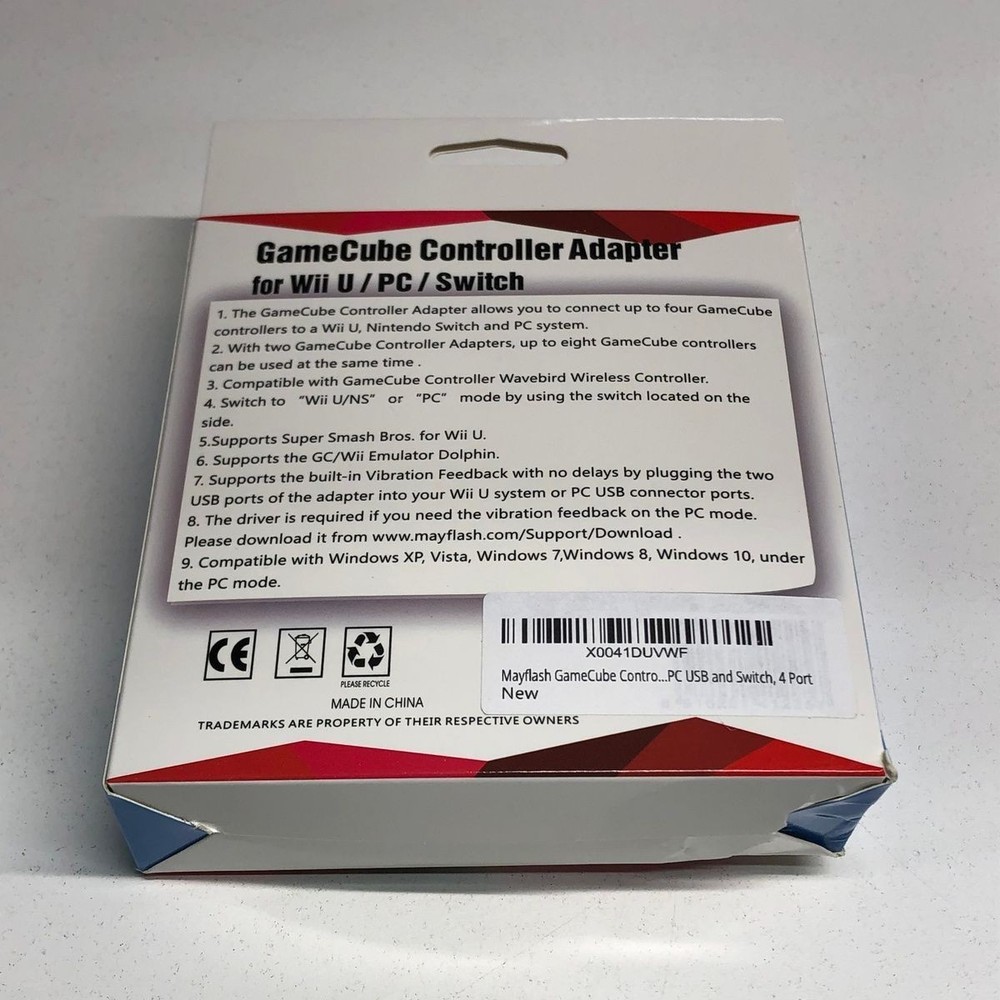 GameCube Controller Adapter
for Wii U / PC / Switch
1. The GameCube Controller Adapter allows you to connect up to four GameCube
controllers to a Wii U, Nintendo Switch and PC system.
2. With two GameCube Controller Adapters, up to eight GameCube controllers
can be used at the same time .
3. Compatible with GameCube Controller Wavebird Wireless Controller.
4. Switch to “Wii U/NS” or “PC” mode by using the switch located on the
side.
5.Supports Super Smash Bros. for Wii U.
6. Supports the GC/Wii Emulator Dolphin.
7. Supports the built-in Vibration Feedback with no delays by plugging the two
USB ports of the adapter into your Wii U system or PC USB connector ports.
8. The driver is required if you need the vibration feedback on the PC mode.
Please download it from www.mayflash.com/Support/Download .
9. Compatible with Windows XP, Vista, Windows 7,Windows 8, Windows 10, under
the PC mode.
CE
PLEASE RECYCLE
MADE IN CHINA
TRADEMARKS ARE PROPERTY OF THEIR RESPECTIVE OWNERS
X0041DUVWF
Mayflash GameCube Contro...PC USB and Switch, 4 Port
New